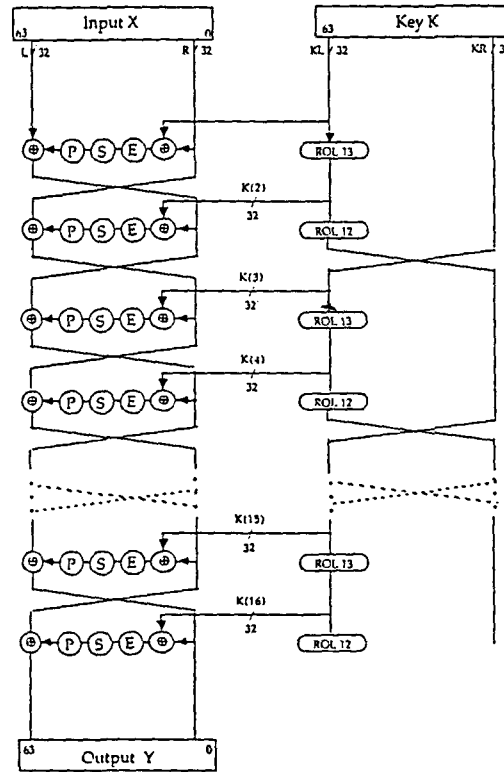 Input X
63 0
L 32 R 32
Key K
63
KL 32 KR
P S E ROL 13
K(2)
32
P S E ROL 12
K(3)
32
P S E ROL 13
K(4)
32
P S E ROL 12
K(15)
32
P S E ROL 13
K(16)
32
P S E ROL 12
63 0
Output Y